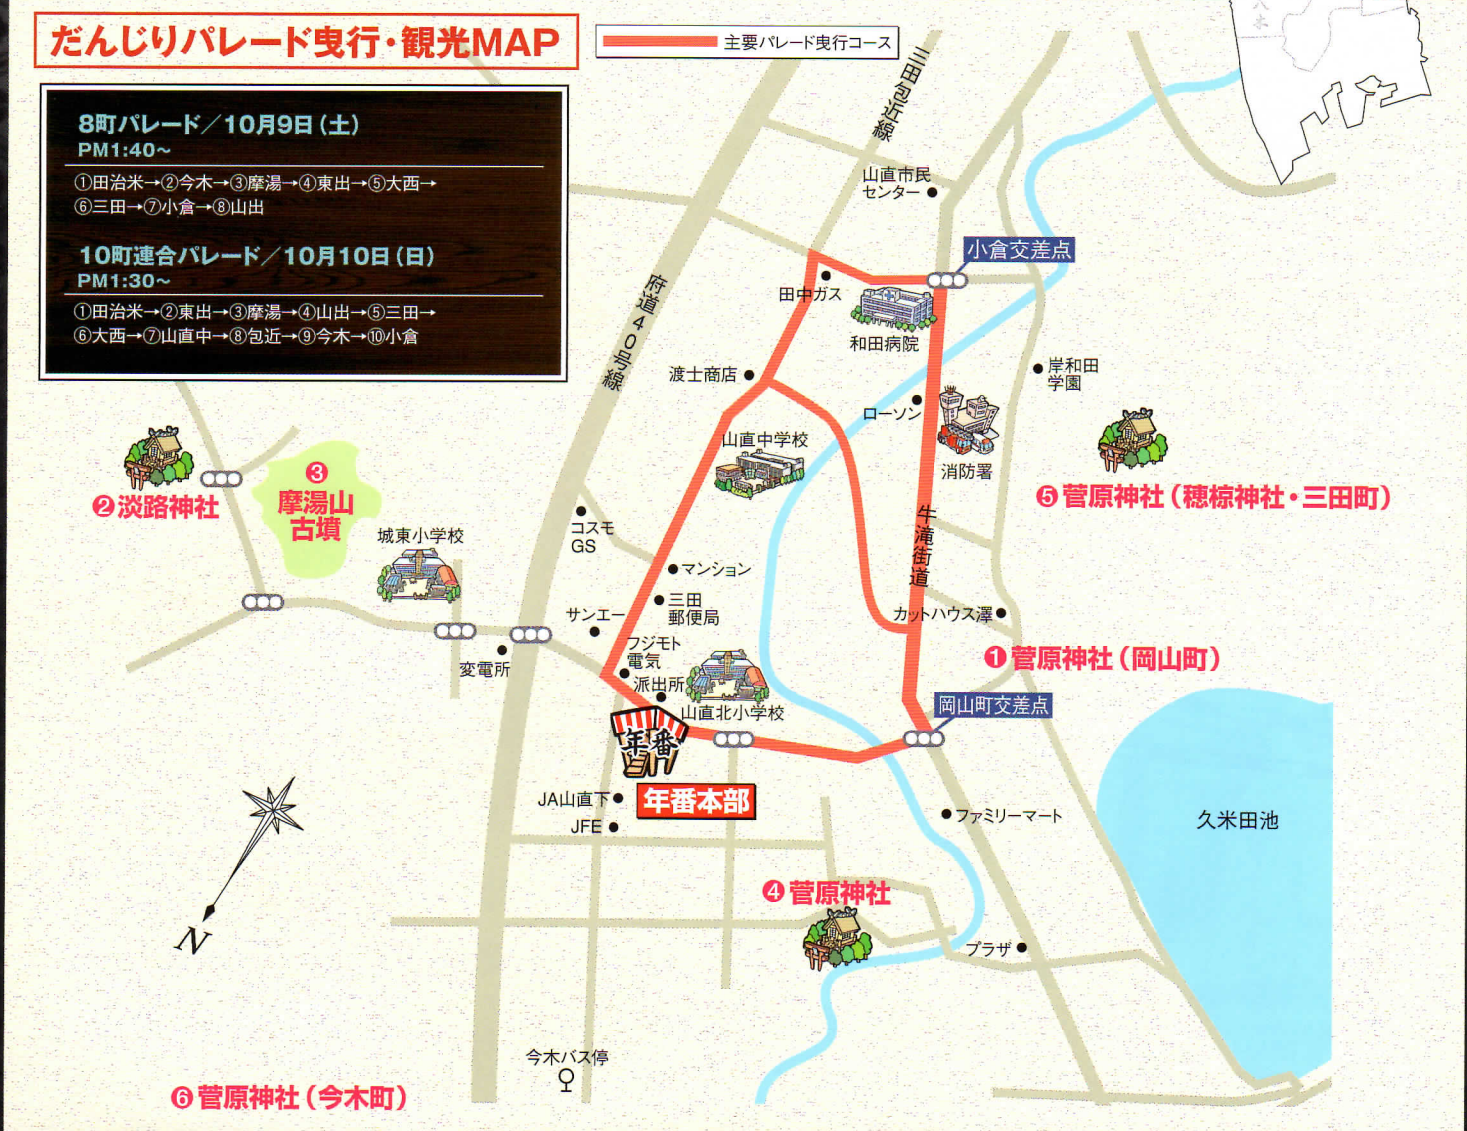 だんじりパレード曳行・観光MAP
主要パレード曳行コース
8町パレード／10月9日（土）
PM1:40～
①田治米→②今木→③摩湯→④東出→⑤大西→
⑥三田→⑦小倉→⑧山出
10町連合パレード／10月10日（日）
PM1:30～
①田治米→②東出→③摩湯→④山出→⑤三田→
⑥大西→⑦山直中→⑧包近→⑨今木→⑩小倉
八木
三田包近線
山直市民
センター
小倉交差点
田中ガス
府道40号線
和田病院
渡士商店
岸和田
学園
ローソン
山直中学校
消防署
❷淡路神社
❸
摩湯山
古墳
❺菅原神社（穂椋神社・三田町）
城東小学校
コスモ
GS
牛滝街道
マンション
三田
郵便局
サンエー
カットハウス澤
フジモト
電気
変電所
派出所
❶菅原神社（岡山町）
山直北小学校
岡山町交差点
年番
JA山直下
年番本部
JFE
ファミリーマート
久米田池
❹菅原神社
N
プラザ
今木バス停
❻菅原神社（今木町）